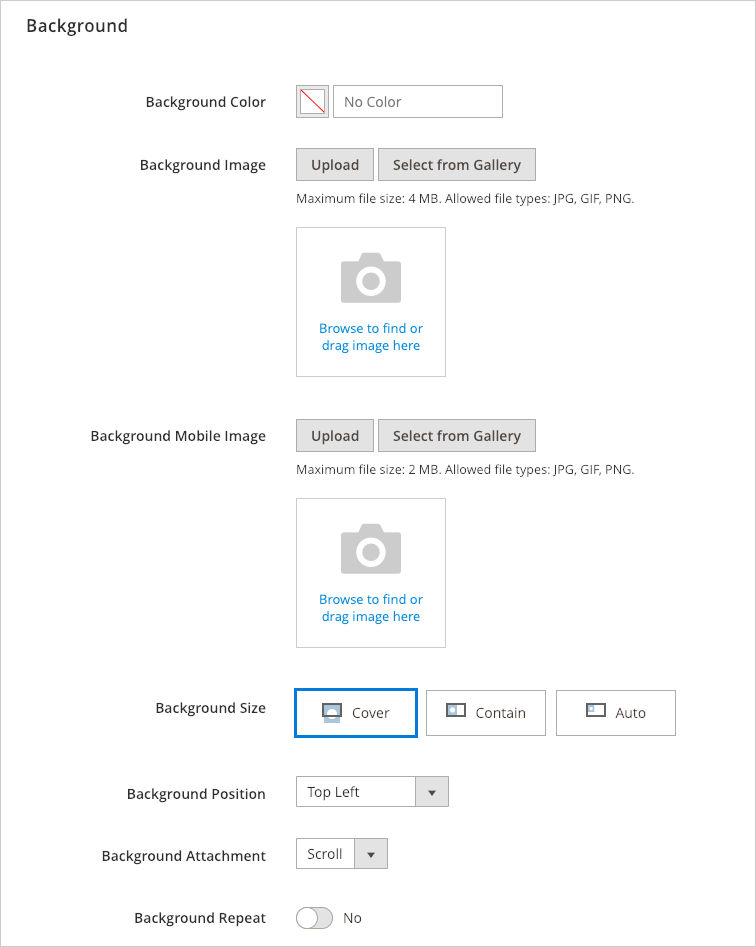 Background
Background Color No Color
Background Image Upload Select from Gallery
Maximum file size: 4 MB. Allowed file types: JPG, GIF, PNG.
Browse to find or
drag image here
Background Mobile Image Upload Select from Gallery
Maximum file size: 2 MB. Allowed file types: JPG, GIF, PNG.
Browse to find or
drag image here
Background Size Cover Contain Auto
Background Position Top Left
Background Attachment Scroll
Background Repeat No